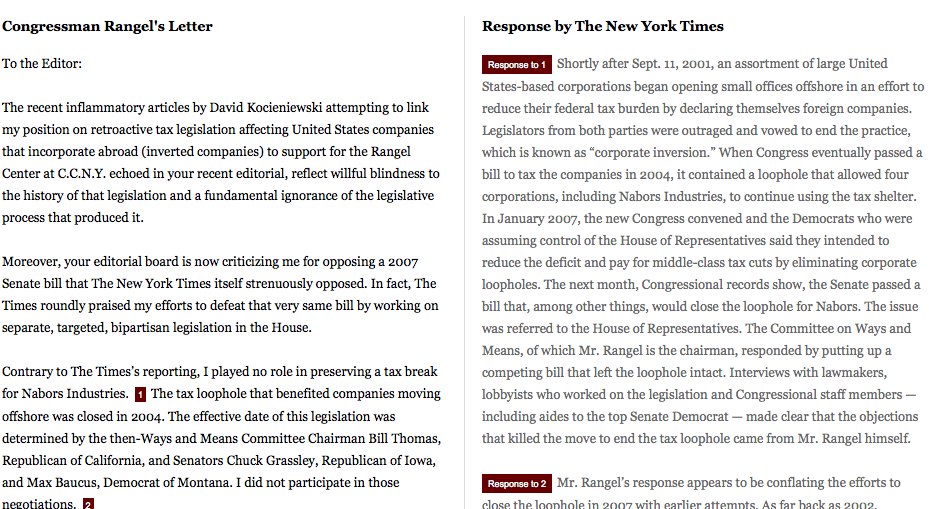 Congressman Rangel's Letter
To the Editor:
The recent inflammatory articles by David Kocieniewski attempting to link
my position on retroactive tax legislation affecting United States companies
that incorporate abroad (inverted companies) to support for the Rangel
Center at C.C.N.Y. echoed in your recent editorial, reflect willful blindness to
the history of that legislation and a fundamental ignorance of the legislative
process that produced it.
Moreover, your editorial board is now criticizing me for opposing a 2007
Senate bill that The New York Times itself strenuously opposed. In fact, The
Times roundly praised my efforts to defeat that very same bill by working on
separate, targeted, bipartisan legislation in the House.
Contrary to The Times's reporting, I played no role in preserving a tax break
for Nabors Industries. 1 The tax loophole that benefited companies moving
offshore was closed in 2004. The effective date of this legislation was
determined by the then-Ways and Means Committee Chairman Bill Thomas,
Republican of California, and Senators Chuck Grassley, Republican of Iowa,
and Max Baucus, Democrat of Montana. I did not participate in those
negotiations. 2
Response by The New York Times
Response to 1 Shortly after Sept. 11, 2001, an assortment of large United
States-based corporations began opening small offices offshore in an effort to
reduce their federal tax burden by declaring themselves foreign companies.
Legislators from both parties were outraged and vowed to end the practice,
which is known as “corporate inversion.” When Congress eventually passed a
bill to tax the companies in 2004, it contained a loophole that allowed four
corporations, including Nabors Industries, to continue using the tax shelter.
In January 2007, the new Congress convened and the Democrats who were
assuming control of the House of Representatives said they intended to
reduce the deficit and pay for middle-class tax cuts by eliminating corporate
loopholes. The next month, Congressional records show, the Senate passed a
bill that, among other things, would close the loophole for Nabors. The issue
was referred to the House of Representatives. The Committee on Ways and
Means, of which Mr. Rangel is the chairman, responded by putting up a
competing bill that left the loophole intact. Interviews with lawmakers,
lobbyists who worked on the legislation and Congressional staff members —
including aides to the top Senate Democrat — made clear that the objections
that killed the move to end the tax loophole came from Mr. Rangel himself.
Response to 2 Mr. Rangel's response appears to be conflating the efforts to
close the loophole in 2007 with earlier attempts. As far back as 2002,